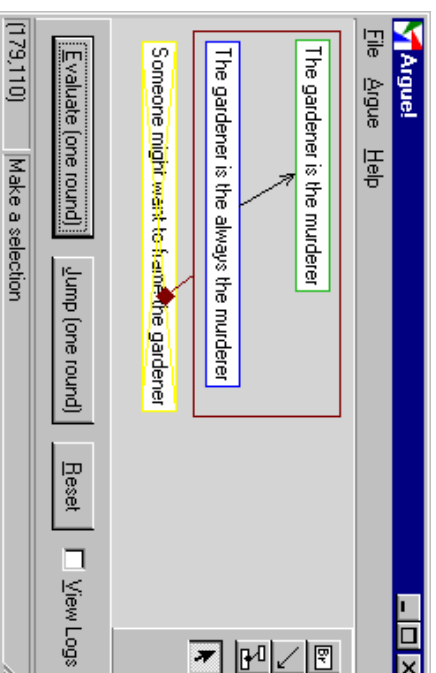 Argue!
File Argue Help
The gardener is the murderer
The gardener is the always the murderer
Someone might want to frame the gardener
Evaluate (one round) Jump (one round) Reset View Logs
(179,110) Make a selection